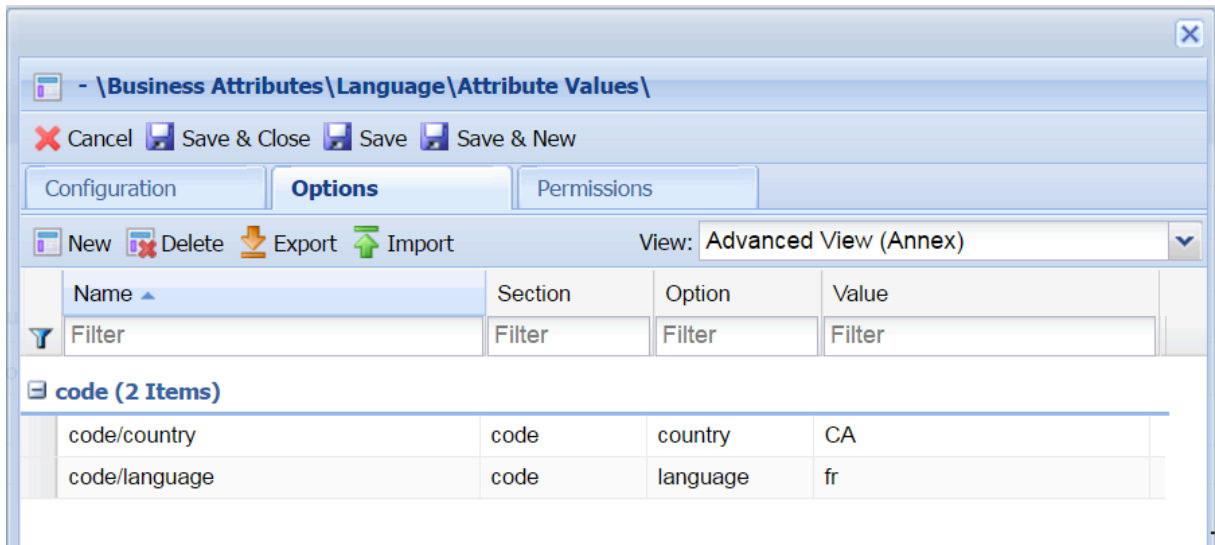 - \Business Attributes\Language\Attribute Values\
Cancel Save & Close Save Save & New
Configuration Options Permissions
New Delete Export Import View: Advanced View (Annex)
Name Section Option Value
Filter Filter Filter Filter
code (2 Items)
code/country code country CA
code/language code language fr